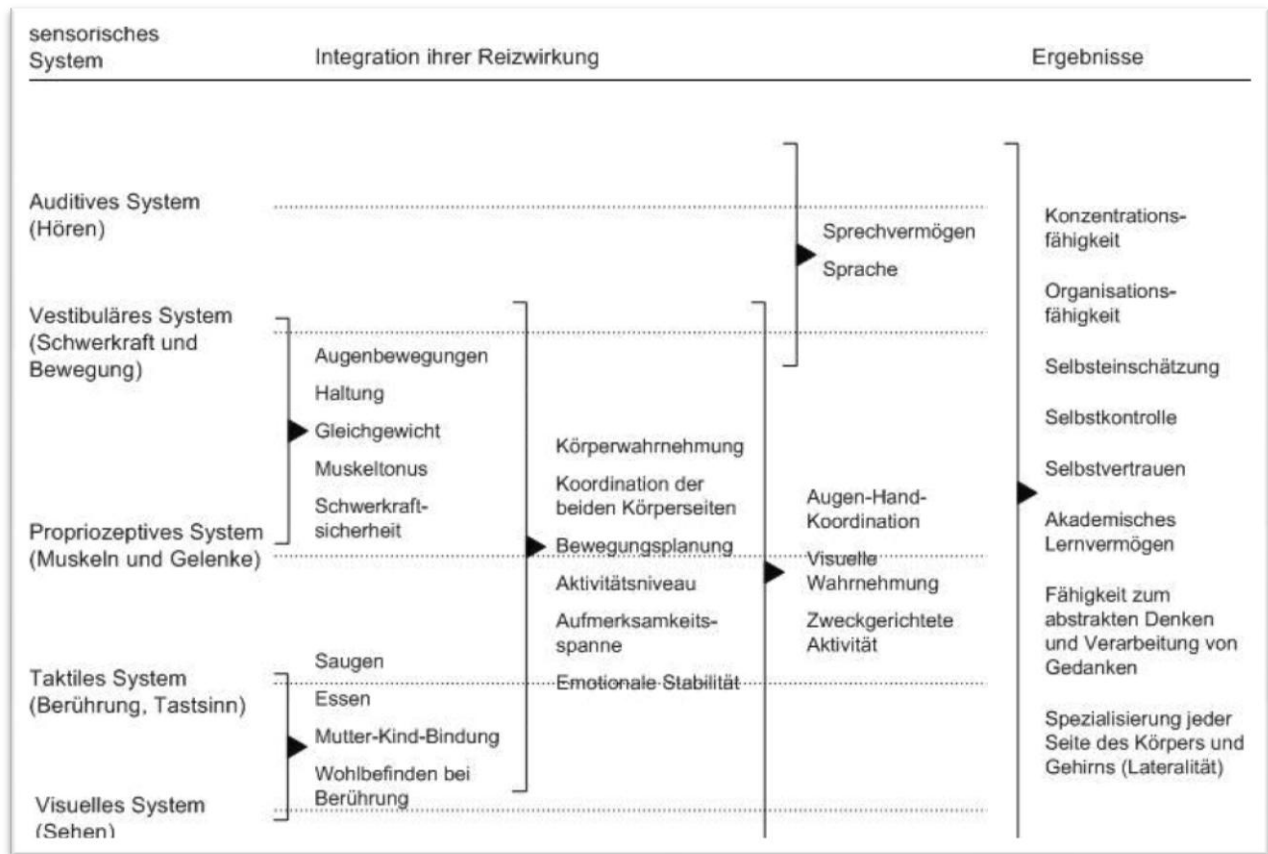 sensorisches
System
Integration ihrer Reizwirkung
Ergebnisse
Auditives System
(Hören)
Vestibuläres System
(Schwerkraft und
Bewegung)
Propriozeptives System
(Muskeln und Gelenke)
Taktiles System
(Berührung, Tastsinn)
Visuelles System
(Sehen)
Augenbewegungen
Haltung
Gleichgewicht
Muskeltonus
Schwerkraft-
sicherheit
Saugen
Essen
Mutter-Kind-Bindung
Wohlbefinden bei
Berührung
Körperwahrnehmung
Koordination der
beiden Körperseiten
Bewegungsplanung
Aktivitätsniveau
Aufmerksamkeits-
spanne
Emotionale Stabilität
Sprechvermögen
Sprache
Augen-Hand-
Koordination
Visuelle
Wahrnehmung
Zweckgerichtete
Aktivität
Konzentrations-
fähigkeit
Organisations-
fähigkeit
Selbsteinschätzung
Selbstkontrolle
Selbstvertrauen
Akademisches
Lernvermögen
Fähigkeit zum
abstrakten Denken
und Verarbeitung von
Gedanken
Spezialisierung jeder
Seite des Körpers und
Gehirns (Lateralität)